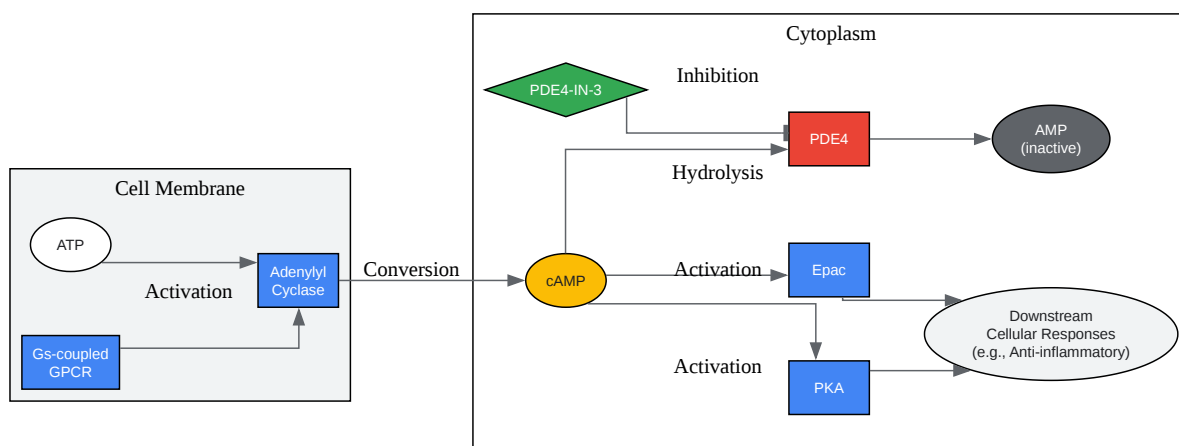 Cytoplasm
PDE4-IN-3
Inhibition
PDE4
AMP
(inactive)
Hydrolysis
Cell Membrane
ATP
Activation
Adenylyl
Cyclase
Gs-coupled
GPCR
Conversion
cAMP
Activation
Epac
Activation
PKA
Downstream
Cellular Responses
(e.g., Anti-inflammatory)